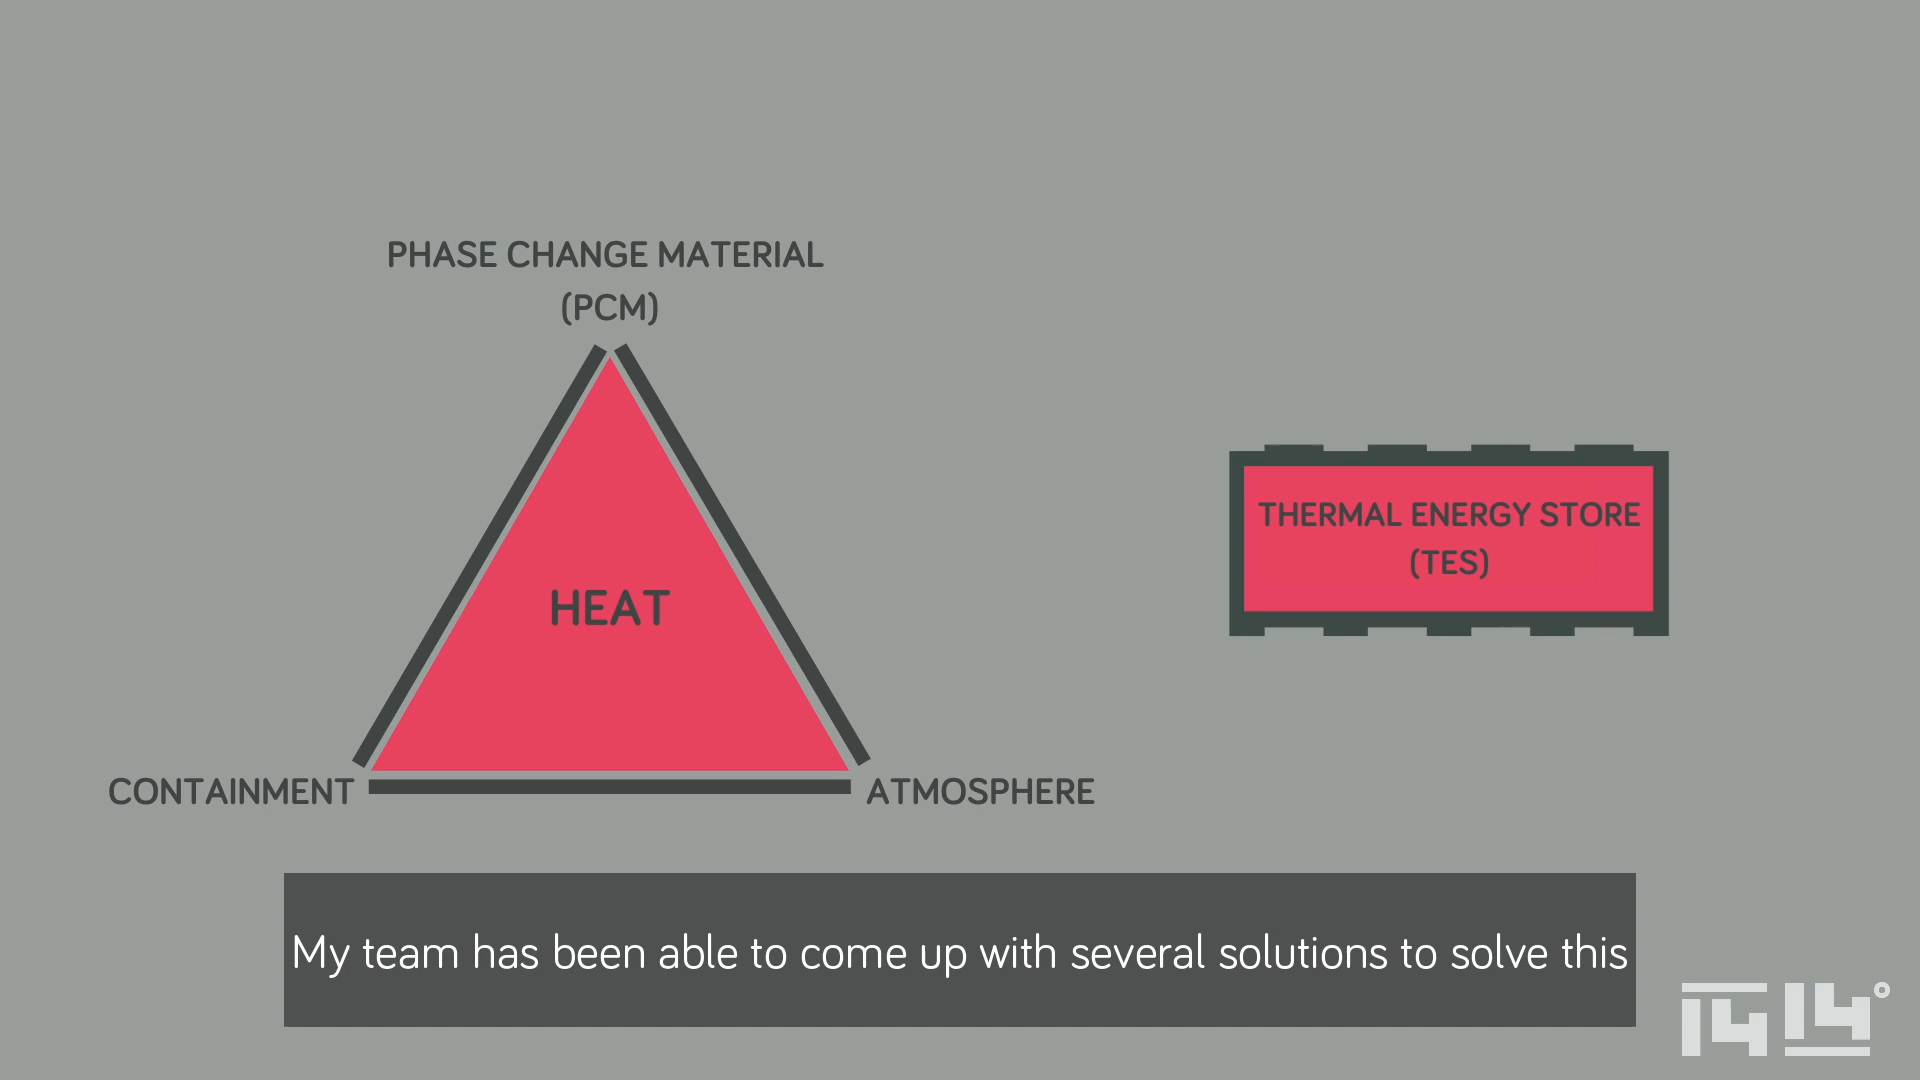 PHASE CHANGE MATERIAL
(PCM)
HEAT
CONTAINMENT
ATMOSPHERE
THERMAL ENERGY STORE
(TES)
My team has been able to come up with several solutions to solve this
1414°